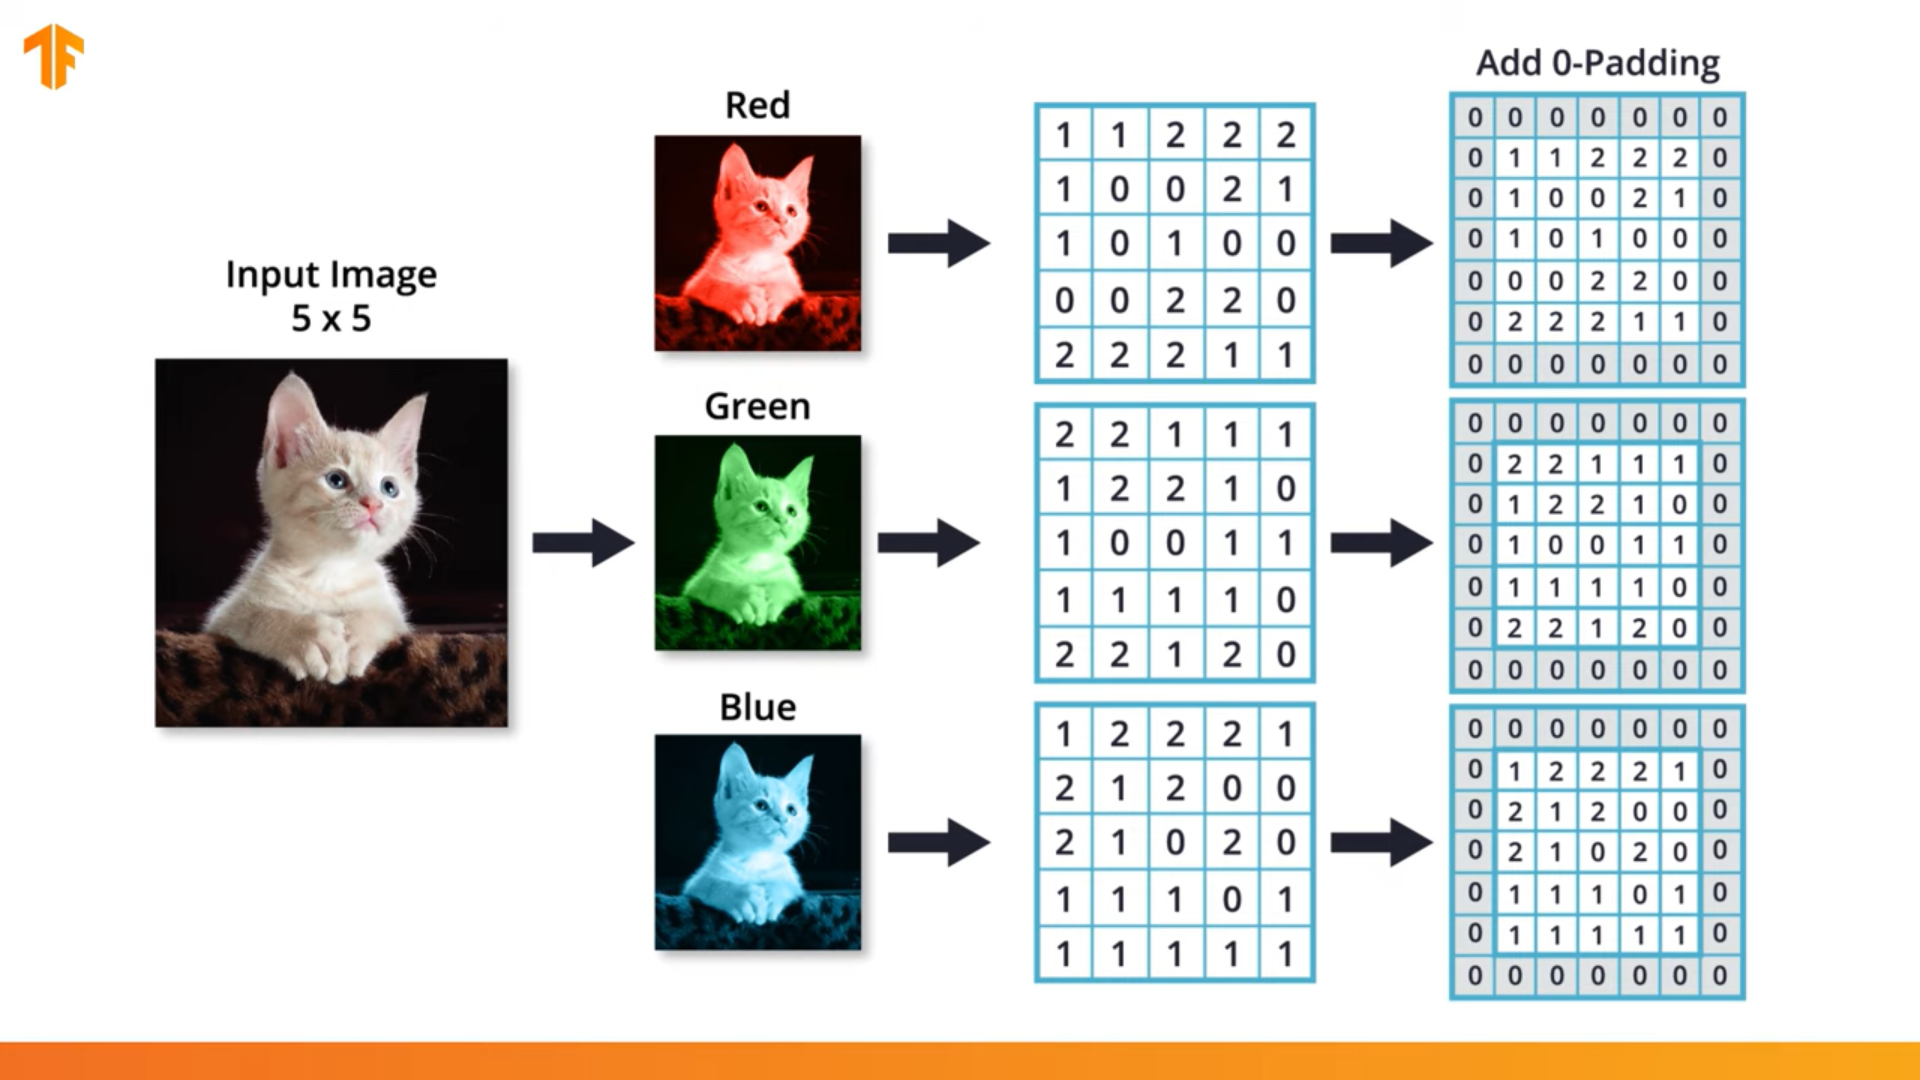 Input Image
5 x 5
Red
1 1 2 2 2
1 0 0 2 1
1 0 1 0 0
0 0 2 2 0
2 2 2 1 1
Green
2 2 1 1 1
1 2 2 1 0
1 0 0 1 1
1 1 1 1 0
2 2 1 2 0
Blue
1 2 2 2 1
2 1 2 0 0
2 1 0 2 0
1 1 1 0 1
1 1 1 1 1
Add 0-Padding
0 0 0 0 0 0 0
0 1 1 2 2 2 0
0 1 0 0 2 1 0
0 1 0 1 0 0 0
0 0 0 2 2 0 0
0 2 2 2 1 1 0
0 0 0 0 0 0 0
0 0 0 0 0 0 0
0 2 2 1 1 1 0
0 1 2 2 1 0 0
0 1 0 0 1 1 0
0 1 1 1 1 0 0
0 2 2 1 2 0 0
0 0 0 0 0 0 0
0 0 0 0 0 0 0
0 1 2 2 2 1 0
0 2 1 2 0 0 0
0 2 1 0 2 0 0
0 1 1 1 0 1 0
0 1 1 1 1 1 0
0 0 0 0 0 0 0